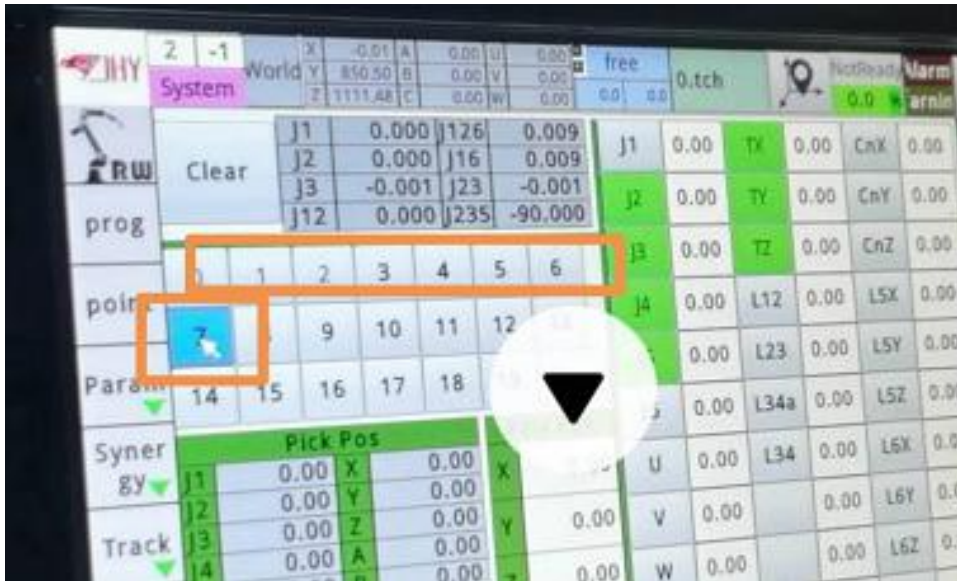 JHY 2 -1 World X -0.01 A 0.00 U 0.00 free 0.tch NotReady Alarm
System Y 850.50 B 0.00 V 0.00
Z 1111.48 C 0.00 W 0.00 0.0 0.0 0.0 %
RW
Clear
J1 0.000 J126 0.009
J2 0.000 J16 0.009
J3 -0.001 J23 -0.001
J12 0.000 J235 -90.000
J1 0.00 TX 0.00 CnX 0.00
J2 0.00 TY 0.00 CnY 0.00
J3 0.00 TZ 0.00 CnZ 0.00
J4 0.00 L12 0.00 L5X 0.00
0.00 L23 0.00 L5Y 0.00
0.00 L34a 0.00 L5Z
U 0.00 L34 0.00 L6X
V 0.00 0.00 L6Y
W 0.00 0.00 L6Z
prog
point
Param
Syner
gy
Track
1 2 3 4 5 6
7 9 10 11 12
14 15 16 17 18
Pick Pos
J1 0.00 X 0.00 X
J2 0.00 Y 0.00
J3 0.00 Z 0.00 Y 0.00
J4 0.00 A 0.00
0.00 Z 0.00